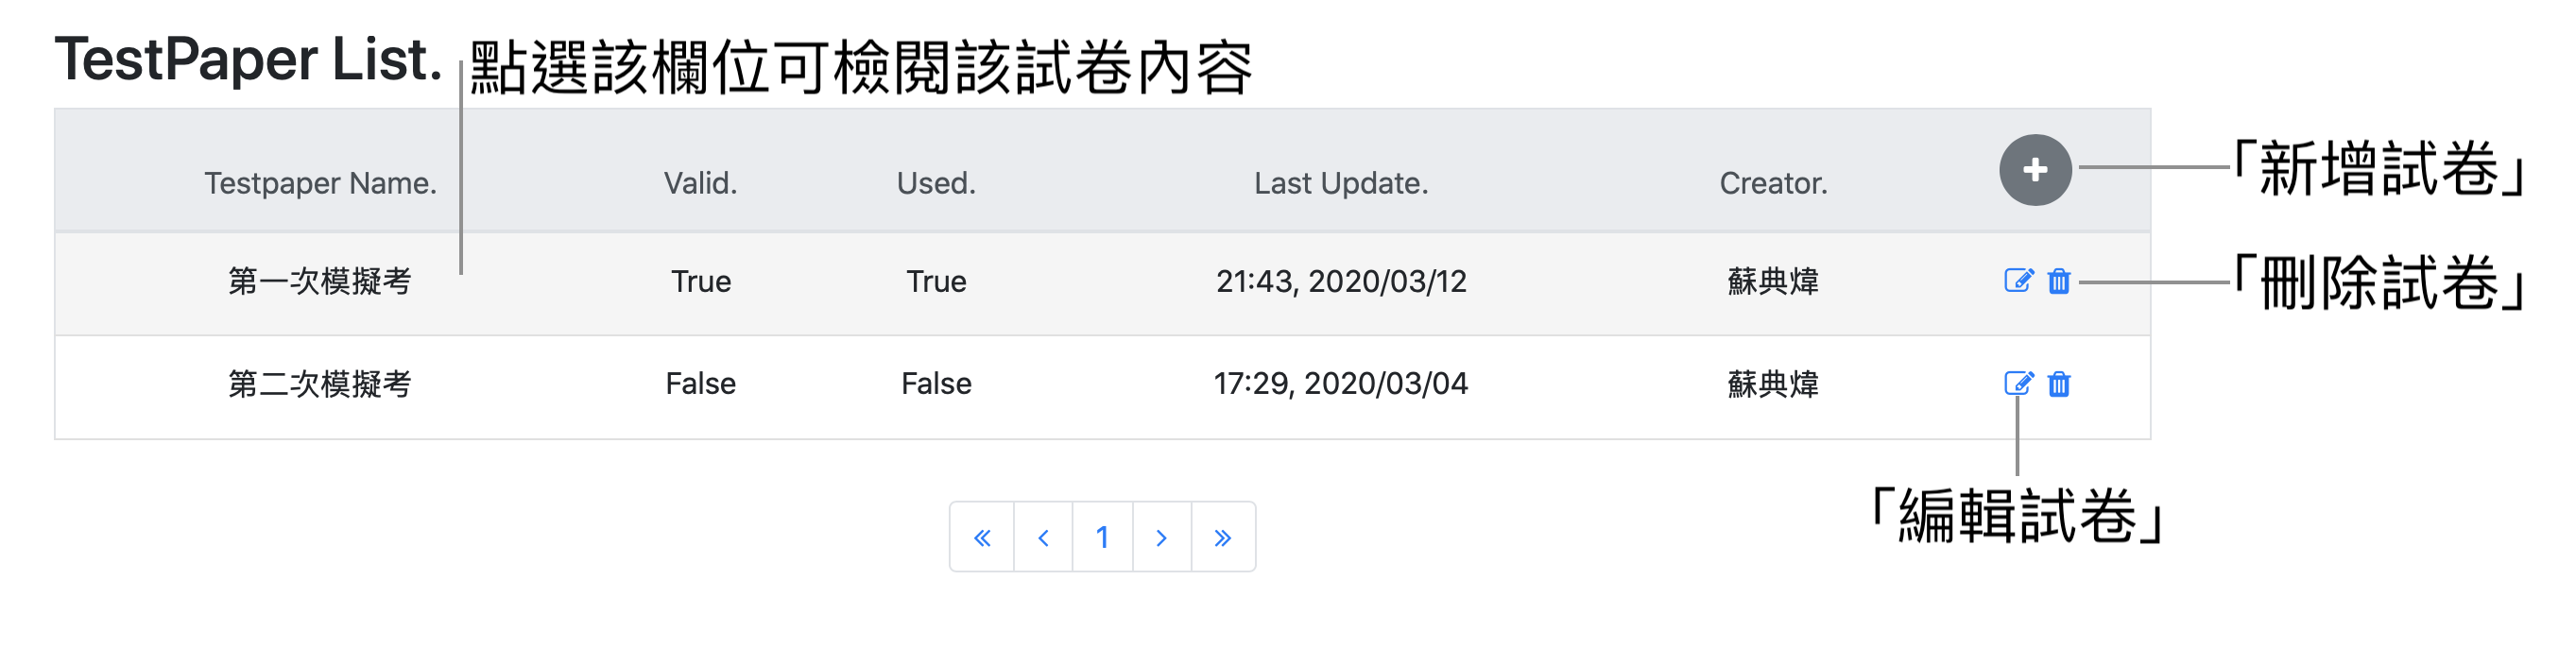 TestPaper List. 點選該欄位可檢閱該試卷內容
Testpaper Name. Valid. Used. Last Update. Creator. 「新增試卷」
第一次模擬考 True True 21:43, 2020/03/12 蘇典煒 「刪除試卷」
第二次模擬考 False False 17:29, 2020/03/04 蘇典煒
「編輯試卷」
« ‹ 1 › »